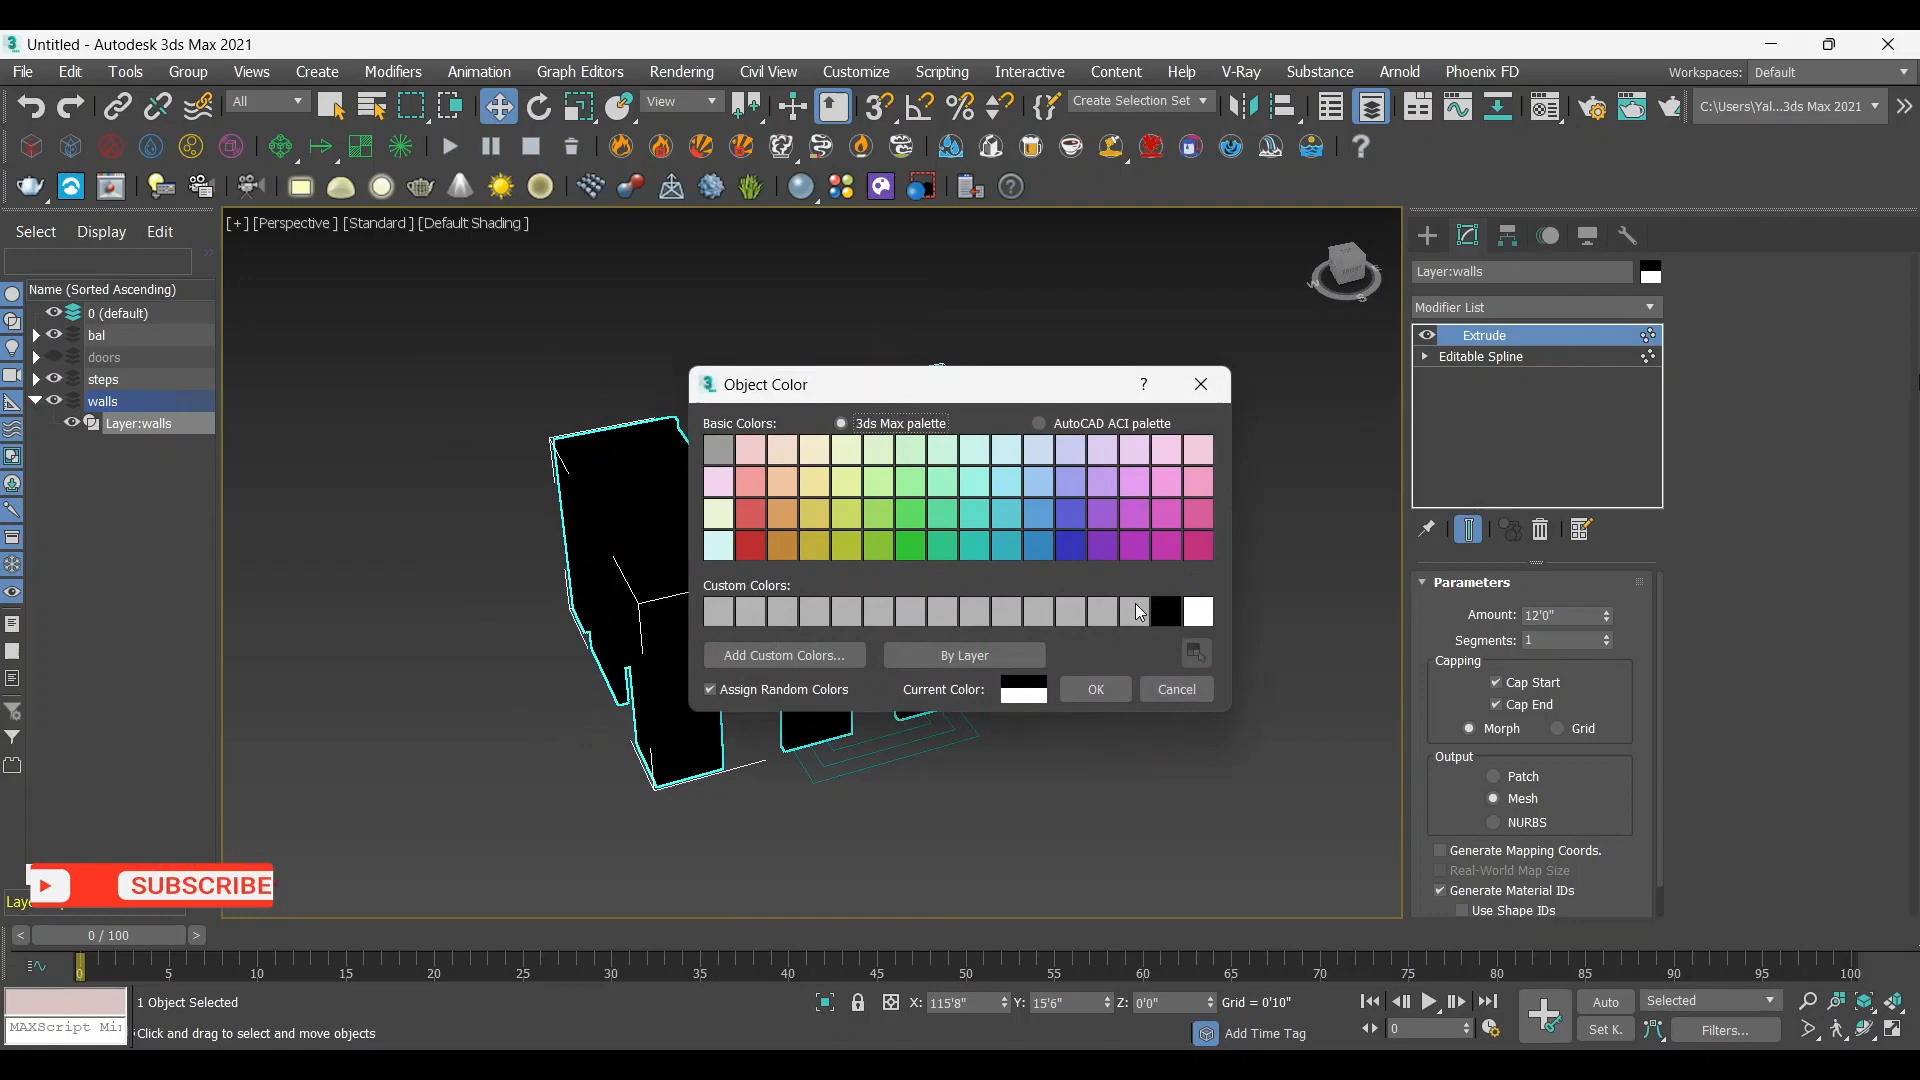 Untitled - Autodesk 3ds Max 2021
File Edit Tools Group Views Create Modifiers Animation Graph Editors Rendering Civil View Customize Scripting Interactive Content Help V-Ray Substance Arnold Phoenix FD Workspaces: Default
All View Create Selection Set C:\Users\Yal...3ds Max 2021
Select Display Edit
[+] [Perspective] [Standard] [Default Shading]
Name (Sorted Ascending)
0 (default)
bal
doors
steps
walls
Layer:walls
Layer:walls
Modifier List
Extrude
Editable Spline
Object Color
Basic Colors: 3ds Max palette AutoCAD ACI palette
Custom Colors:
Add Custom Colors... By Layer
Assign Random Colors Current Color: OK Cancel
Parameters
Amount: 12'0"
Segments: 1
Capping
Cap Start
Cap End
Morph Grid
Output
Patch
Mesh
NURBS
Generate Mapping Coords.
Real-World Map Size
Generate Material IDs
Use Shape IDs
SUBSCRIBE
0 / 100
0 5 10 15 20 25 30 35 40 45 50 55 60 65 70 75 80 85 90 95 100
1 Object Selected X: 115'8" Y: 15'6" Z: 0'0" Grid = 0'10" Auto Selected
MAXScript Mi Click and drag to select and move objects Add Time Tag 0 Set K. Filters...